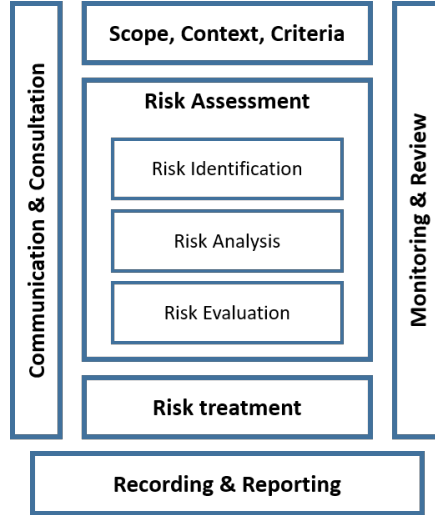 Communication & Consultation
Scope, Context, Criteria
Risk Assessment
Risk Identification
Risk Analysis
Risk Evaluation
Risk treatment
Monitoring & Review
Recording & Reporting